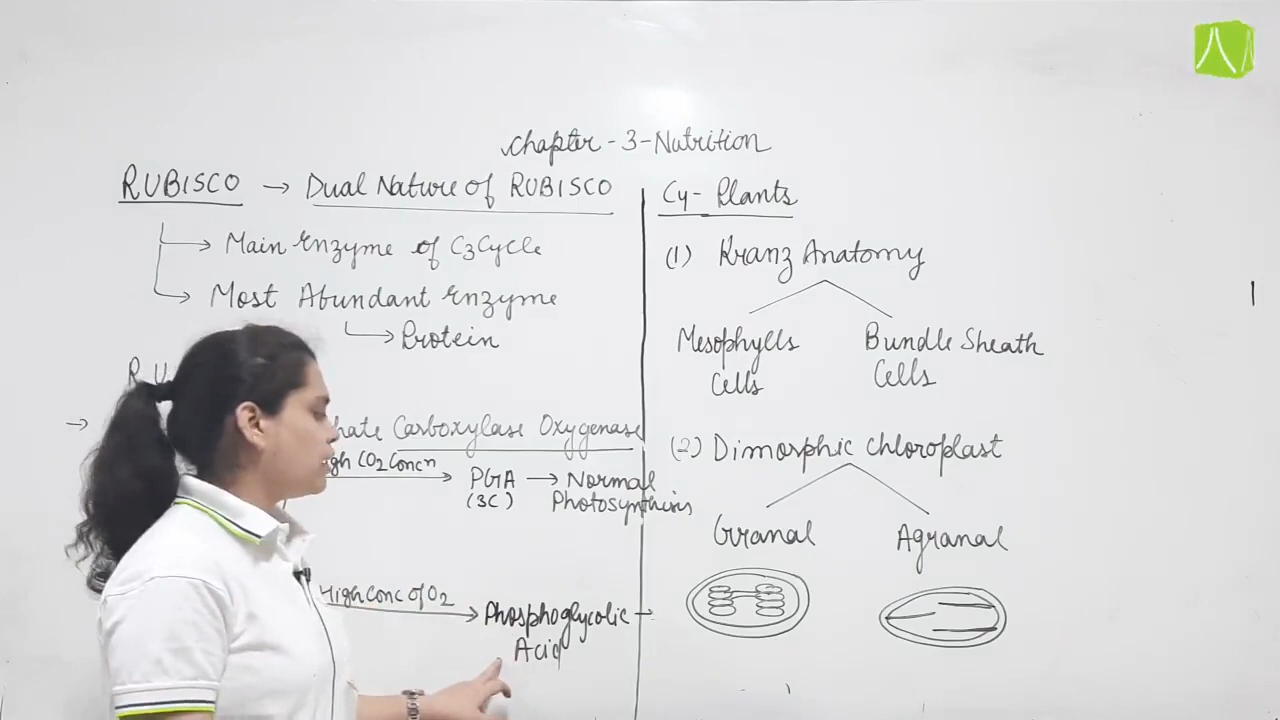 Chapter - 3 - Nutrition
RUBISCO → Dual Nature of RUBISCO
Main Enzyme of C3 Cycle
Most Abundant Enzyme
Protein
→ Carboxylase Oxygenase
CO2 Concn
PGA → Normal
(3C) Photosynthesis
High Conc of O2
Phosphoglycolic
Acid
C4 - Plants
(1) Kranz Anatomy
Mesophylls Bundle Sheath
Cells Cells
(2) Dimorphic Chloroplast
Granal Agranal